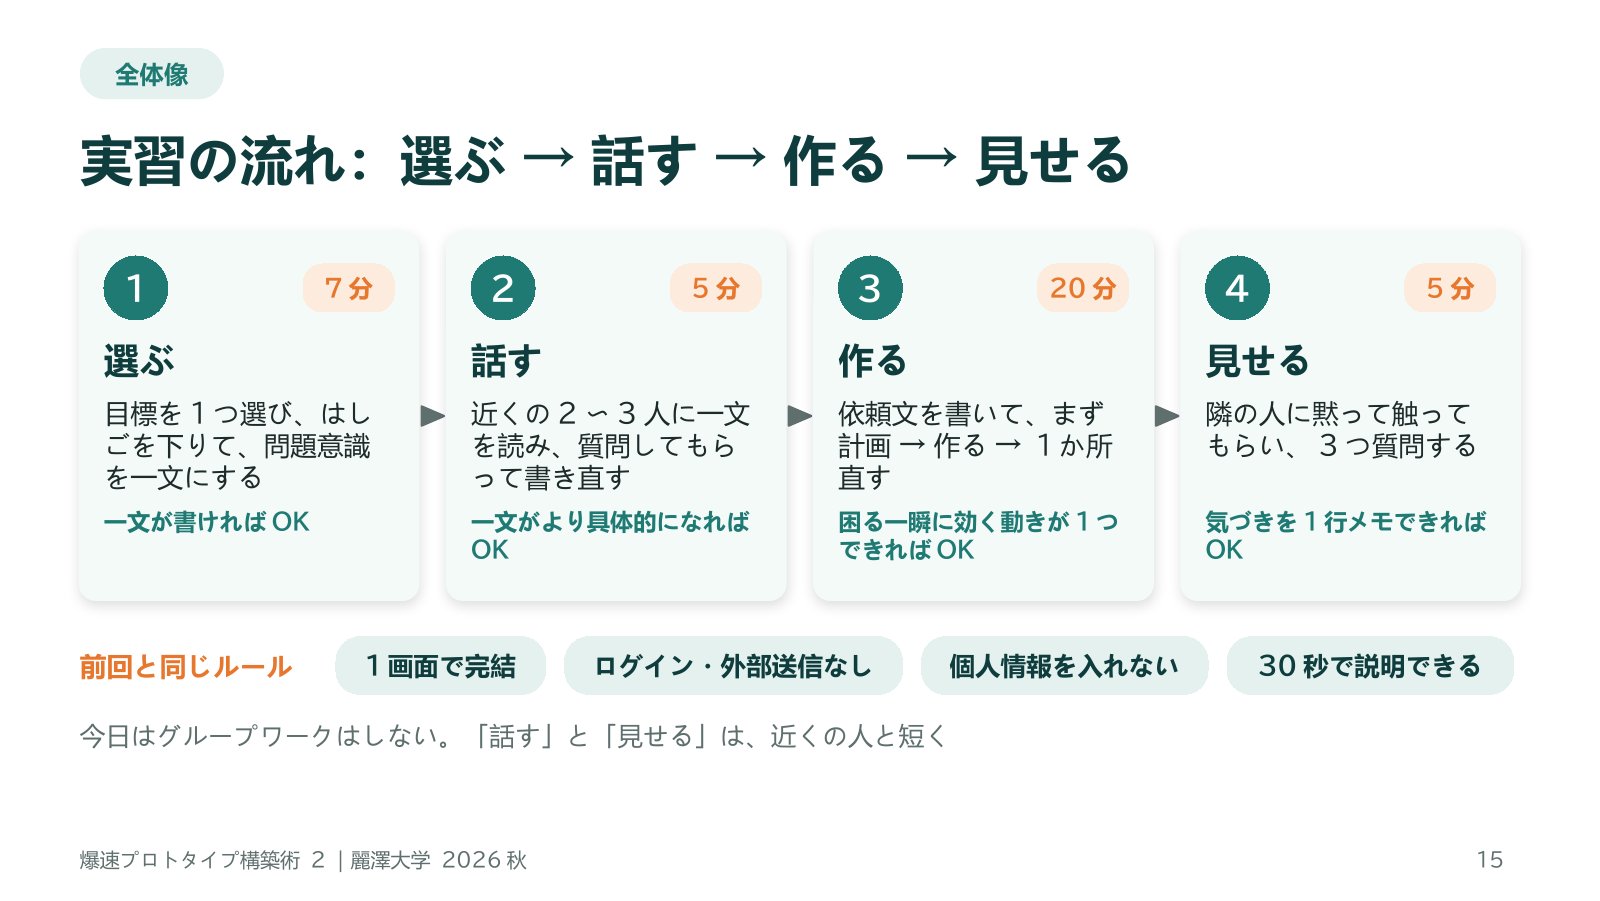 全体像
実習の流れ: 選ぶ → 話す → 作る → 見せる
1
7 分
選ぶ
目標を 1 つ選び、はし
ごを下りて、問題意識
を一文にする
一文が書ければ OK
2
5 分
話す
近くの 2 〜 3 人に一文
を読み、質問してもら
って書き直す
一文がより具体的になれば
OK
3
20 分
作る
依頼文を書いて、まず
計画 → 作る → 1 か所
直す
困る一瞬に効く動きが 1 つ
できれば OK
4
5 分
見せる
隣の人に黙って触って
もらい、 3 つ質問する
気づきを 1 行メモできれば
OK
前回と同じルール
1 画面で完結
ログイン・外部送信なし
個人情報を入れない
30 秒で説明できる
今日はグループワークはしない。「話す」と「見せる」は、近くの人と短く
爆速プロトタイプ構築術 2 | 麗澤大学 2026 秋
15